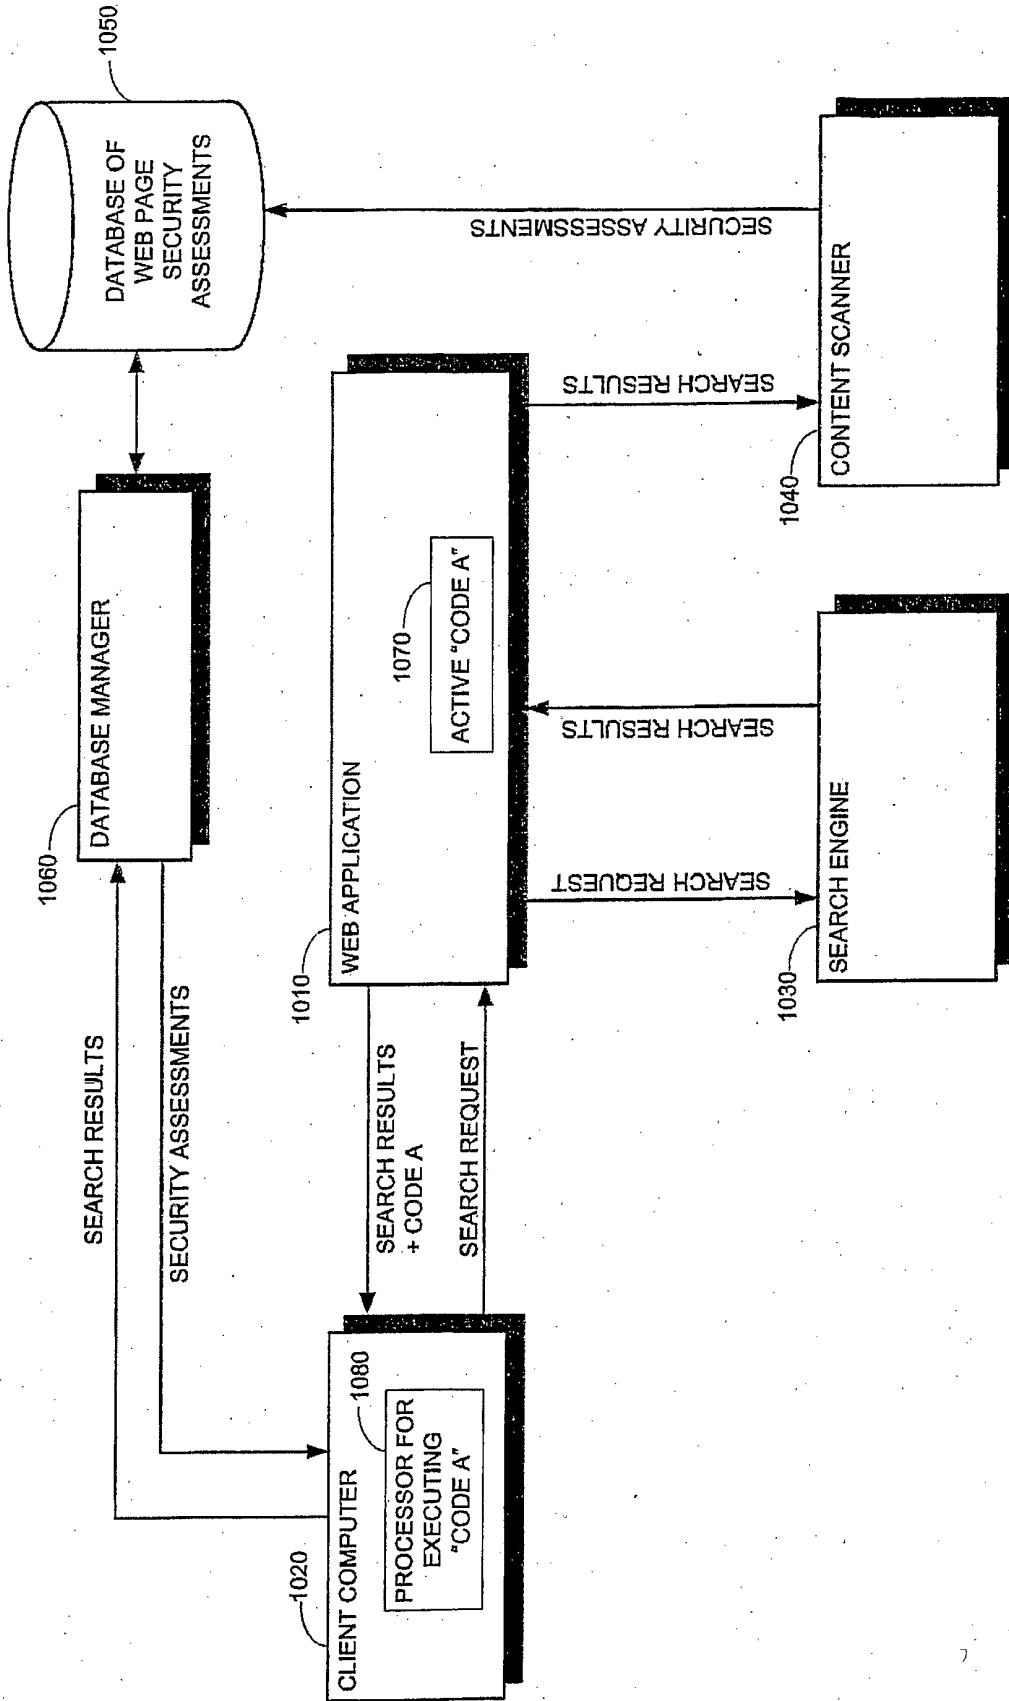 SEARCH RESULTS
SECURITY ASSESSMENTS
1060
DATABASE MANAGER
1050
DATABASE OF
WEB PAGE
SECURITY
ASSESSMENTS
1020
CLIENT COMPUTER
1080
PROCESSOR FOR
EXECUTING
"CODE A"
SEARCH RESULTS
+ CODE A
SEARCH REQUEST
1010
WEB APPLICATION
1070
ACTIVE "CODE A"
SEARCH REQUEST
SEARCH RESULTS
SEARCH RESULTS
SECURITY ASSESSMENTS
1030
SEARCH ENGINE
1040
CONTENT SCANNER